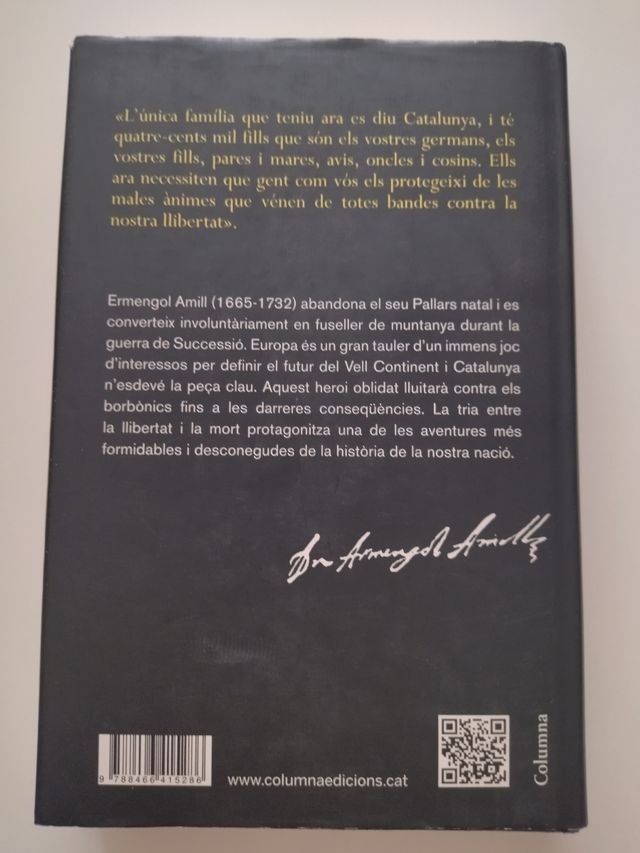 «L'única família que teniu ara es diu Catalunya, i té
quatre-cents mil fills que són els vostres germans, els
vostres fills, pares i mares, avis, oncles i cosins. Ells
ara necessiten que gent com vós els protegeixi de les
males ànimes que vénen de totes bandes contra la
nostra llibertat».
Ermengol Amill (1665-1732) abandona el seu Pallars natal i es
converteix involuntàriament en fuseller de muntanya durant la
guerra de Successió. Europa és un gran tauler d'un immens joc
d'interessos per definir el futur del Vell Continent i Catalunya
n'esdevé la peça clau. Aquest heroi oblidat lluitarà contra els
borbònics fins a les darreres conseqüències. La tria entre
la llibertat i la mort protagonitza una de les aventures més
formidables i desconegudes de la història de la nostra nació.
Dn Armengol Amill
9 788466 415286
www.columnaedicions.cat
Columna